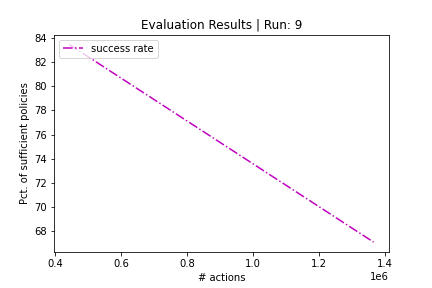 Evaluation Results | Run: 9
success rate
Pct. of sufficient policies
84
82
80
78
76
74
72
70
68
0.4 0.6 0.8 1.0 1.2 1.4
1e6
# actions